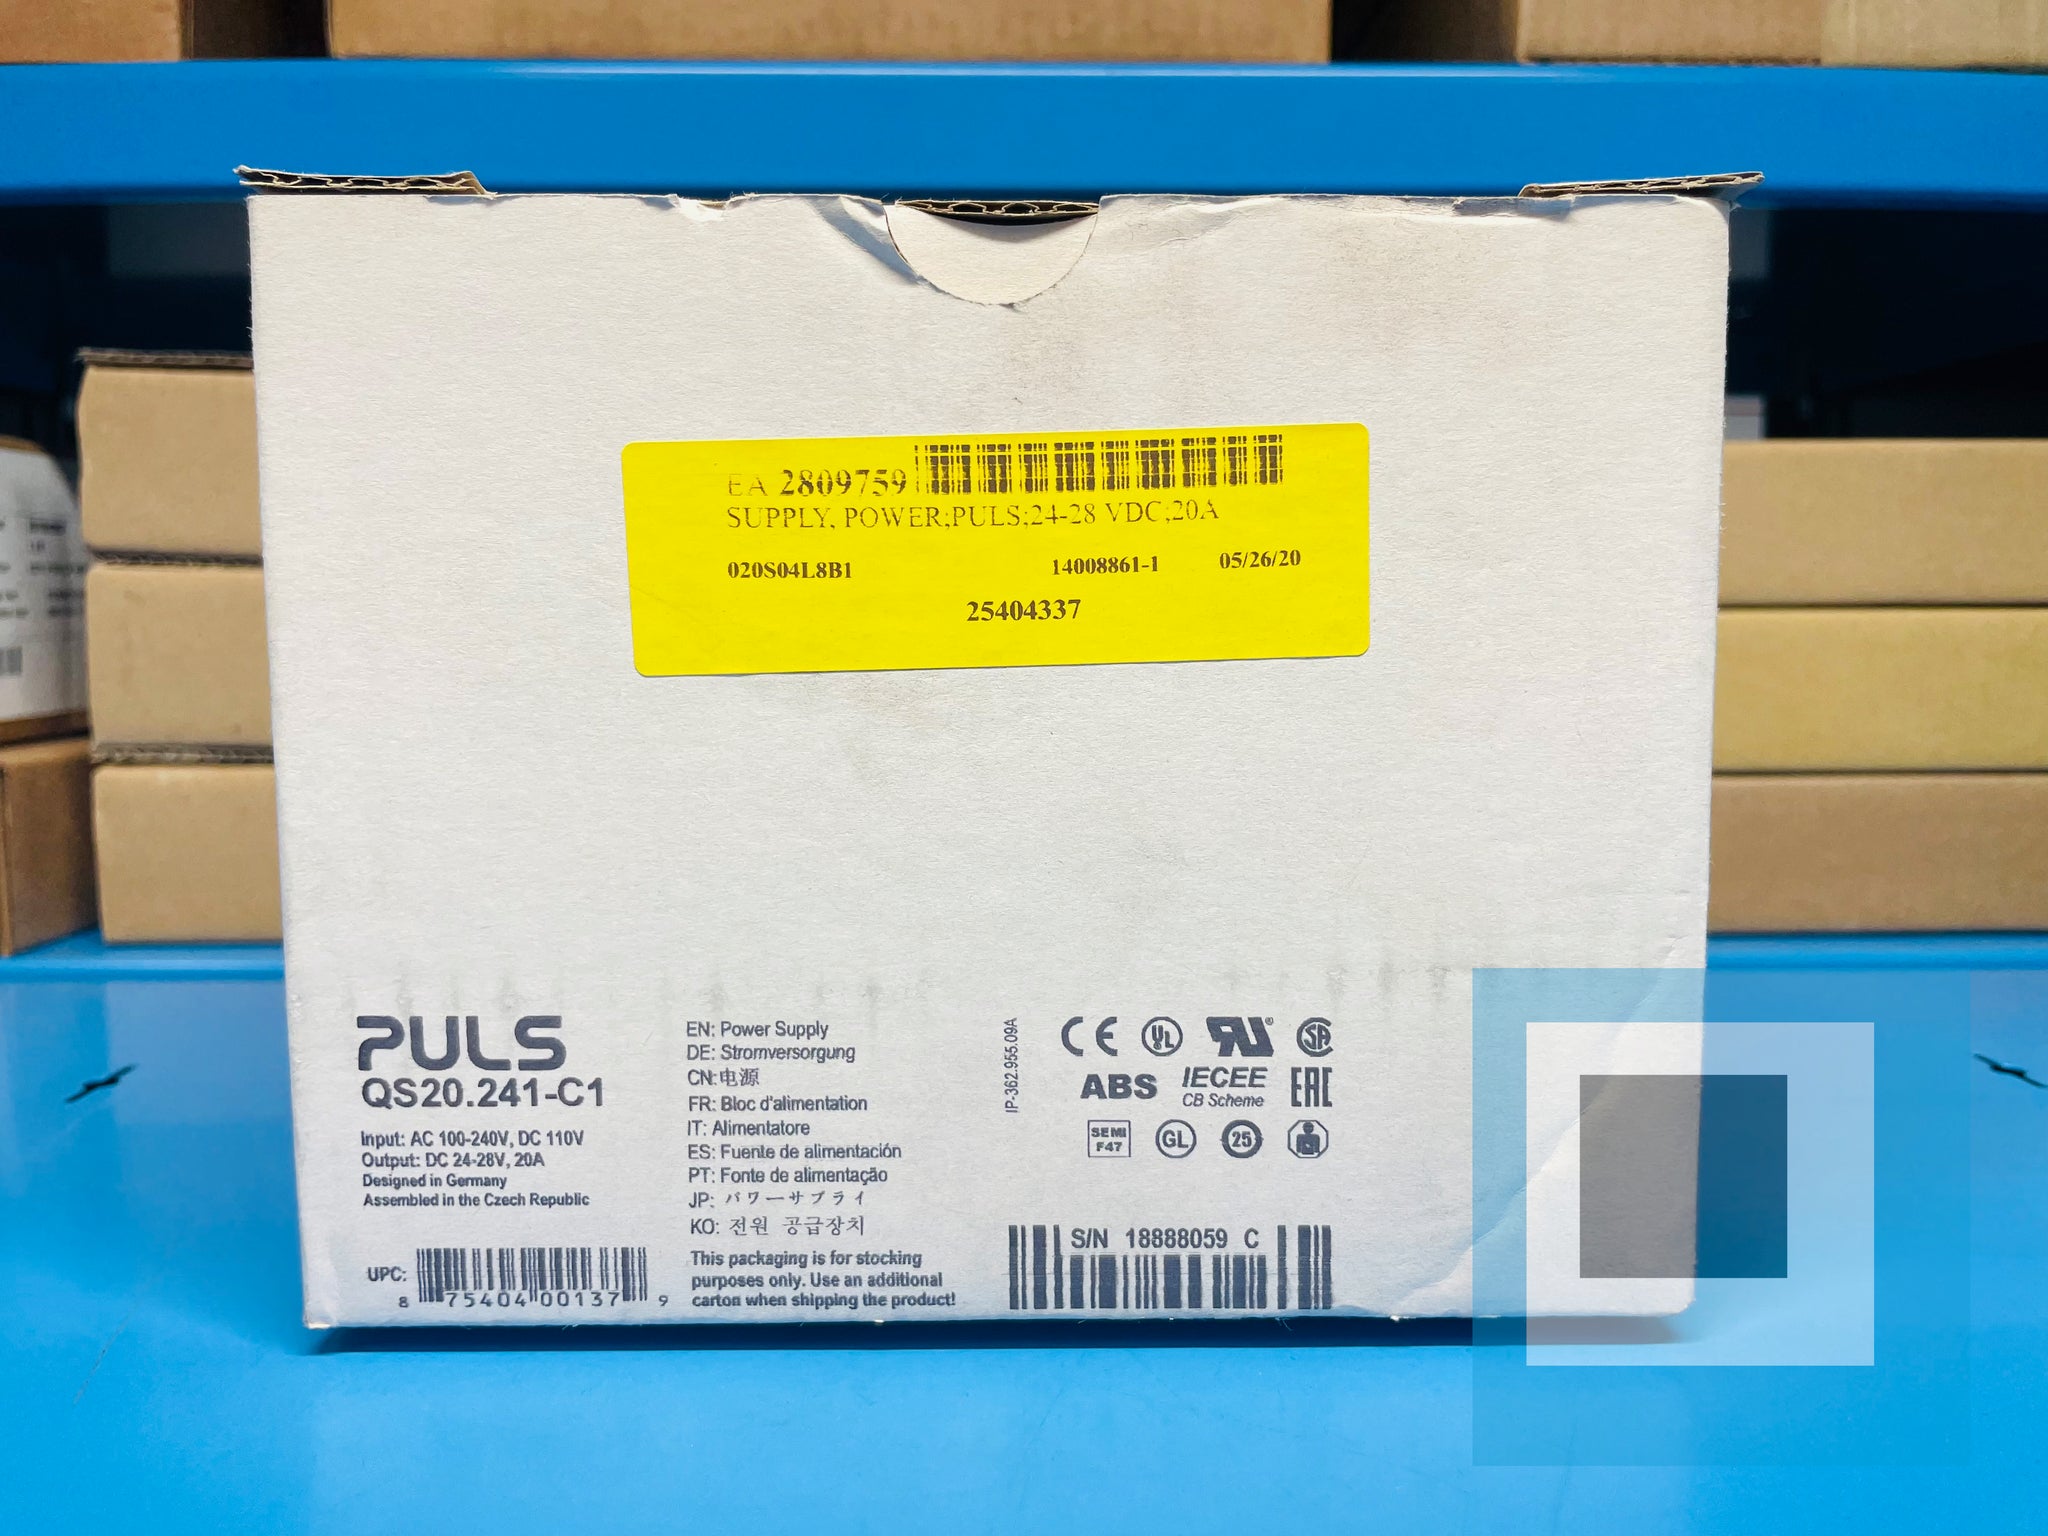 EA 2809759
SUPPLY, POWER;PULS;24-28 VDC;20A
020S04L8B1 14008861-1 05/26/20
25404337
PULS
QS20.241-C1
Input: AC 100-240V, DC 110V
Output: DC 24-28V, 20A
Designed in Germany
Assembled in the Czech Republic
UPC:
8 75404 00137 9
EN: Power Supply
DE: Stromversorgung
CN:电源
FR: Bloc d'alimentation
IT: Alimentatore
ES: Fuente de alimentación
PT: Fonte de alimentação
JP: パワーサプライ
KO: 전원 공급장치
This packaging is for stocking
purposes only. Use an additional
carton when shipping the product!
IP-362.955.09A
CE UL RU® SA
ABS IECEE CB Scheme EAC
SEMI F47 GL 25
S/N 18888059 C